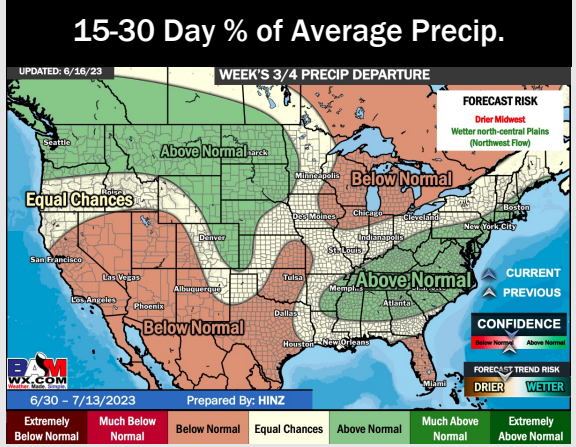 15-30 Day % of Average Precip.
UPDATED: 6/16/23
WEEK'S 3/4 PRECIP DEPARTURE
FORECAST RISK
Drier Midwest
Wetter north-central Plains
(Northwest Flow)
Seattle
Above Normal
Minneapolis
Below Normal
Boise
Equal Chances
Boston
Des Moines
Chicago
Cleveland
New York City
Denver
Indianapolis
San Francisco
St. Louis
CURRENT
Las Vegas
Tulsa
Above Normal
Albuquerque
Memphis
PREVIOUS
Los Angeles
Phoenix
Atlanta
Dallas
CONFIDENCE
Below Normal
Houston
New Orleans
Below Normal
Above Normal
BAM
WX.COM
Weather. Made. Simple.
FORECAST TREND RISK
Miami
DRIER
WETTER
6/30 – 7/13/2023
Prepared By: HINZ
Extremely
Below Normal
Much Below
Normal
Below Normal
Equal Chances
Above Normal
Much Above
Normal
Extremely
Above Normal